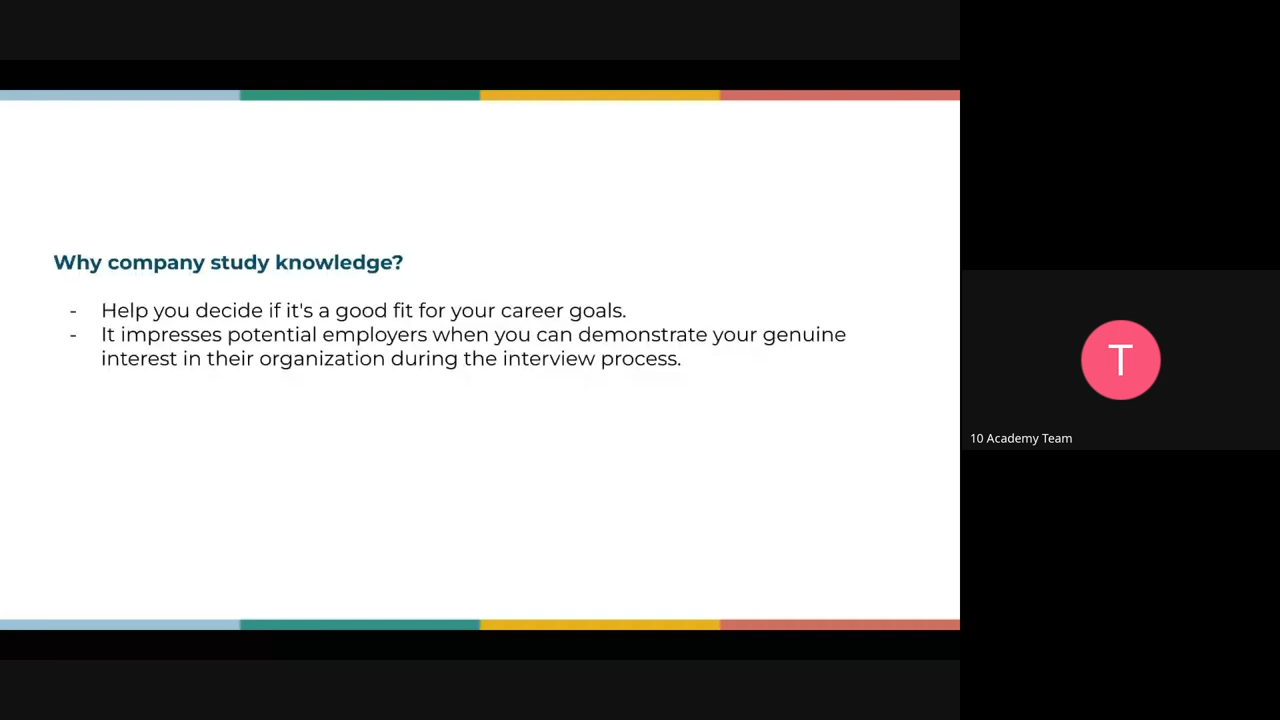 Why company study knowledge?
- Help you decide if it's a good fit for your career goals.
- It impresses potential employers when you can demonstrate your genuine
interest in their organization during the interview process.
T
10 Academy Team